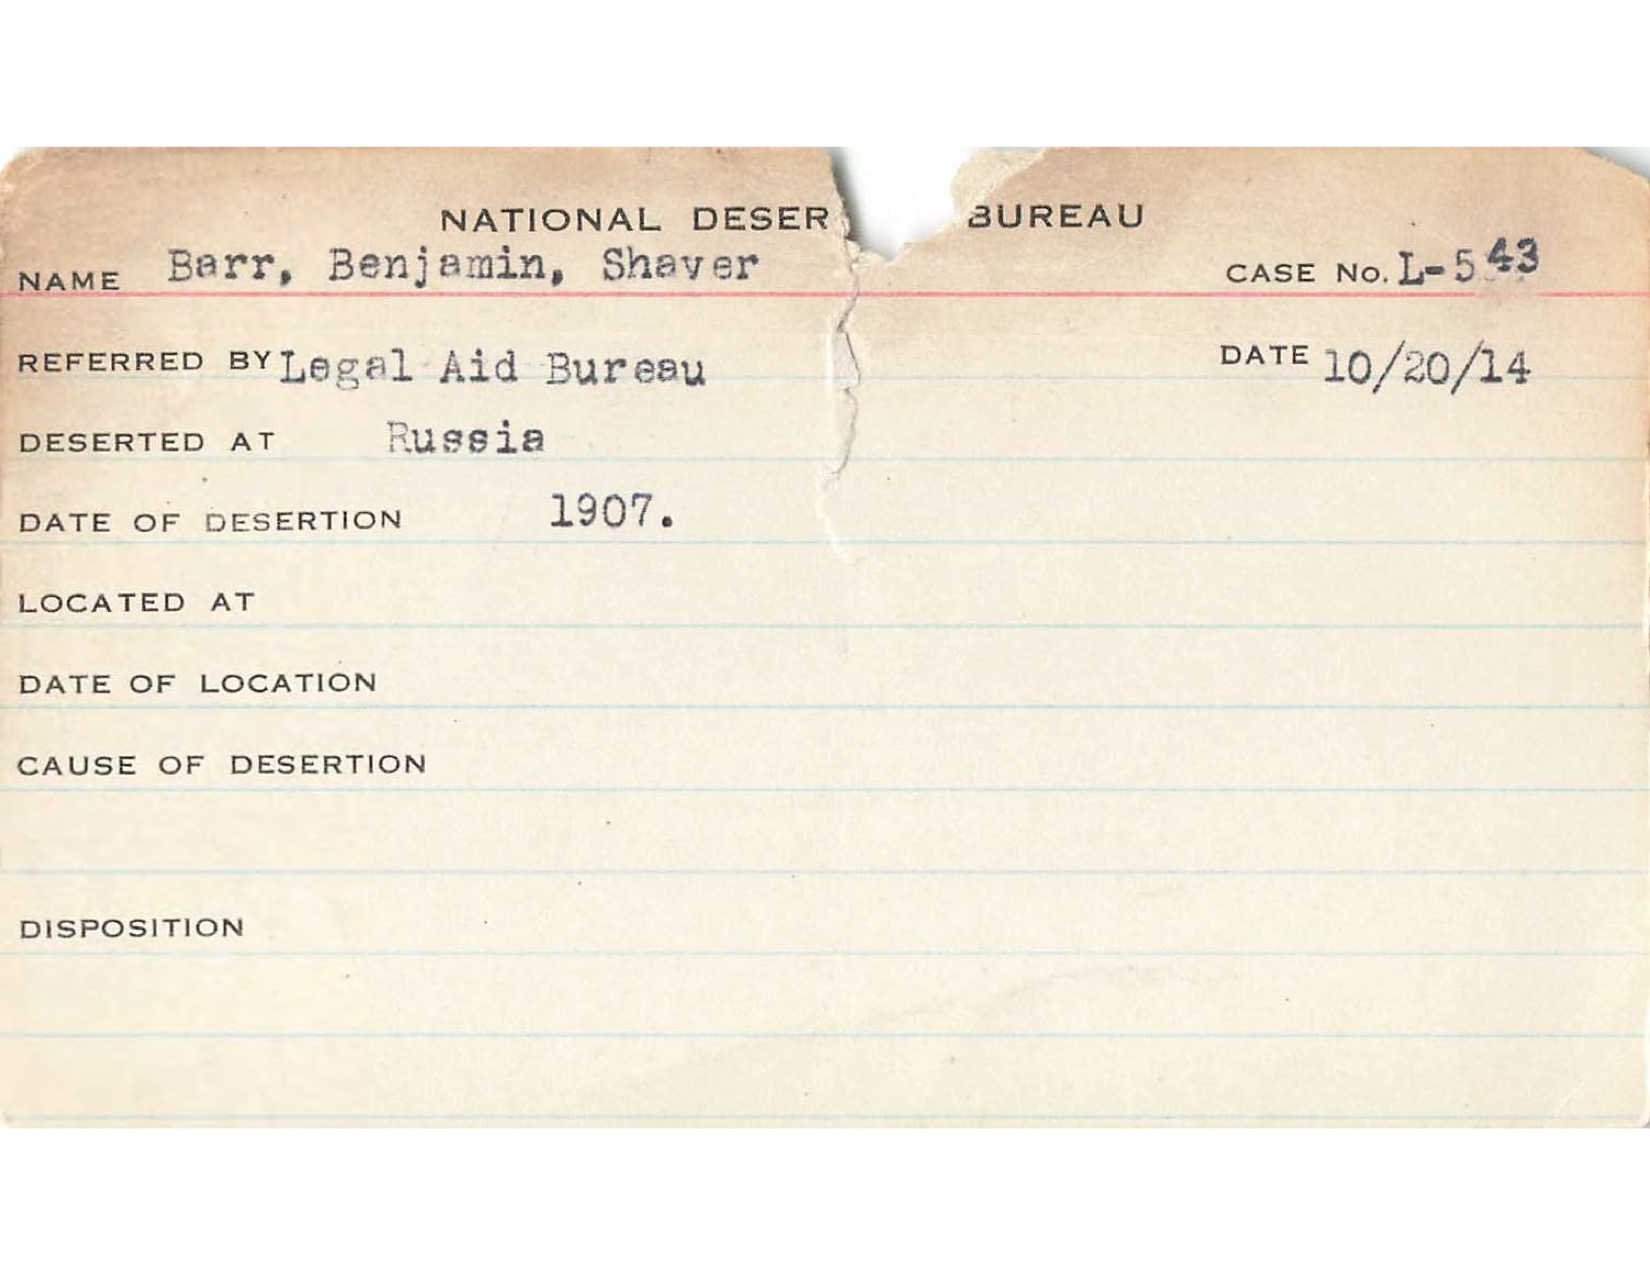 NATIONAL DESER BUREAU
NAME Barr, Benjamin, Shaver CASE No. L-543
REFERRED BY Legal Aid Bureau DATE 10/20/14
DESERTED AT Russia
DATE OF DESERTION 1907.
LOCATED AT
DATE OF LOCATION
CAUSE OF DESERTION
DISPOSITION